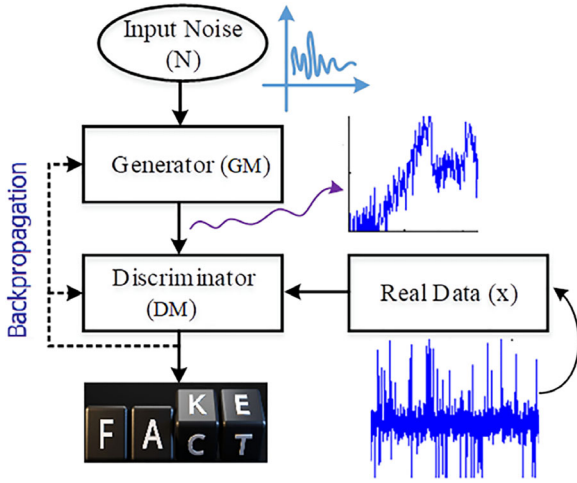 Input Noise
(N)
Generator (GM)
Backpropagation
Discriminator
(DM)
Real Data (x)
K E
F A C T